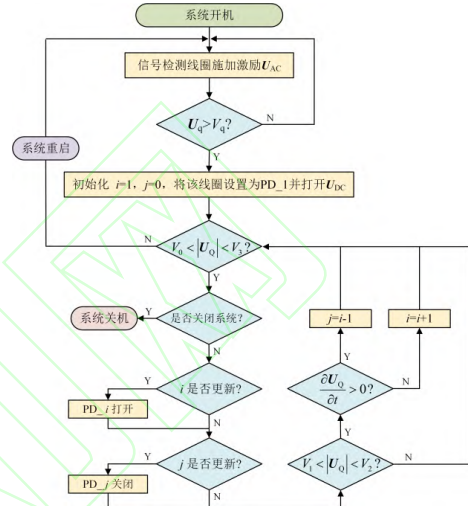 系统开机
信号检测线圈施加激励U_AC
U_q>V_q?
N
Y
系统重启
初始化 i=1，j=0，将该线圈设置为PD_1并打开U_DC
N
V_0<|U_Q|<V_3?
Y
系统关机
Y
是否关闭系统?
N
j=i-1
i=i+1
Y
i 是否更新?
PD_i 打开
N
Y
∂U_Q/∂t>0?
N
Y
j 是否更新?
PD_j 关闭
N
Y
V_1<|U_Q|<V_2?
N